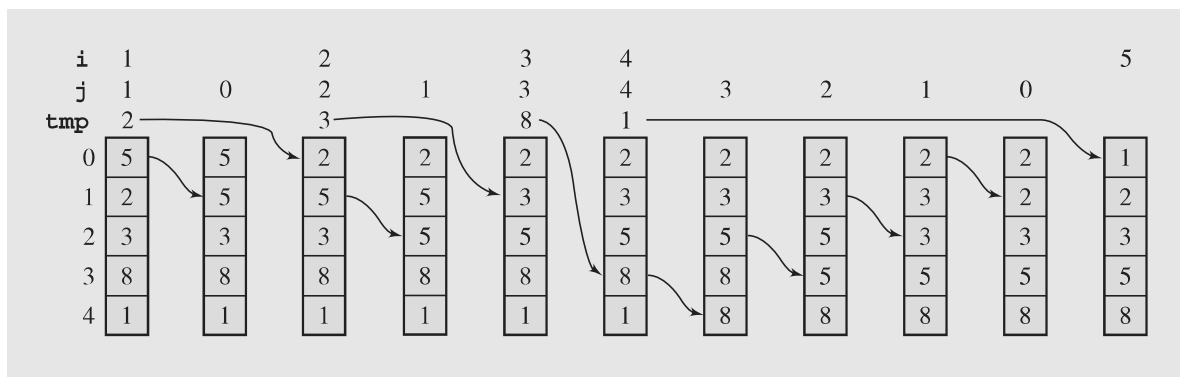 i 1 2 3 4 5
j 1 0 2 1 3 4 3 2 1 0
tmp 2 3 8 1
0 5 5 2 2 2 2 2 2 2 2 1
1 2 5 5 5 3 3 3 3 3 2 2
2 3 3 3 5 5 5 5 5 3 3 3
3 8 8 8 8 8 8 8 5 5 5 5
4 1 1 1 1 1 1 8 8 8 8 8